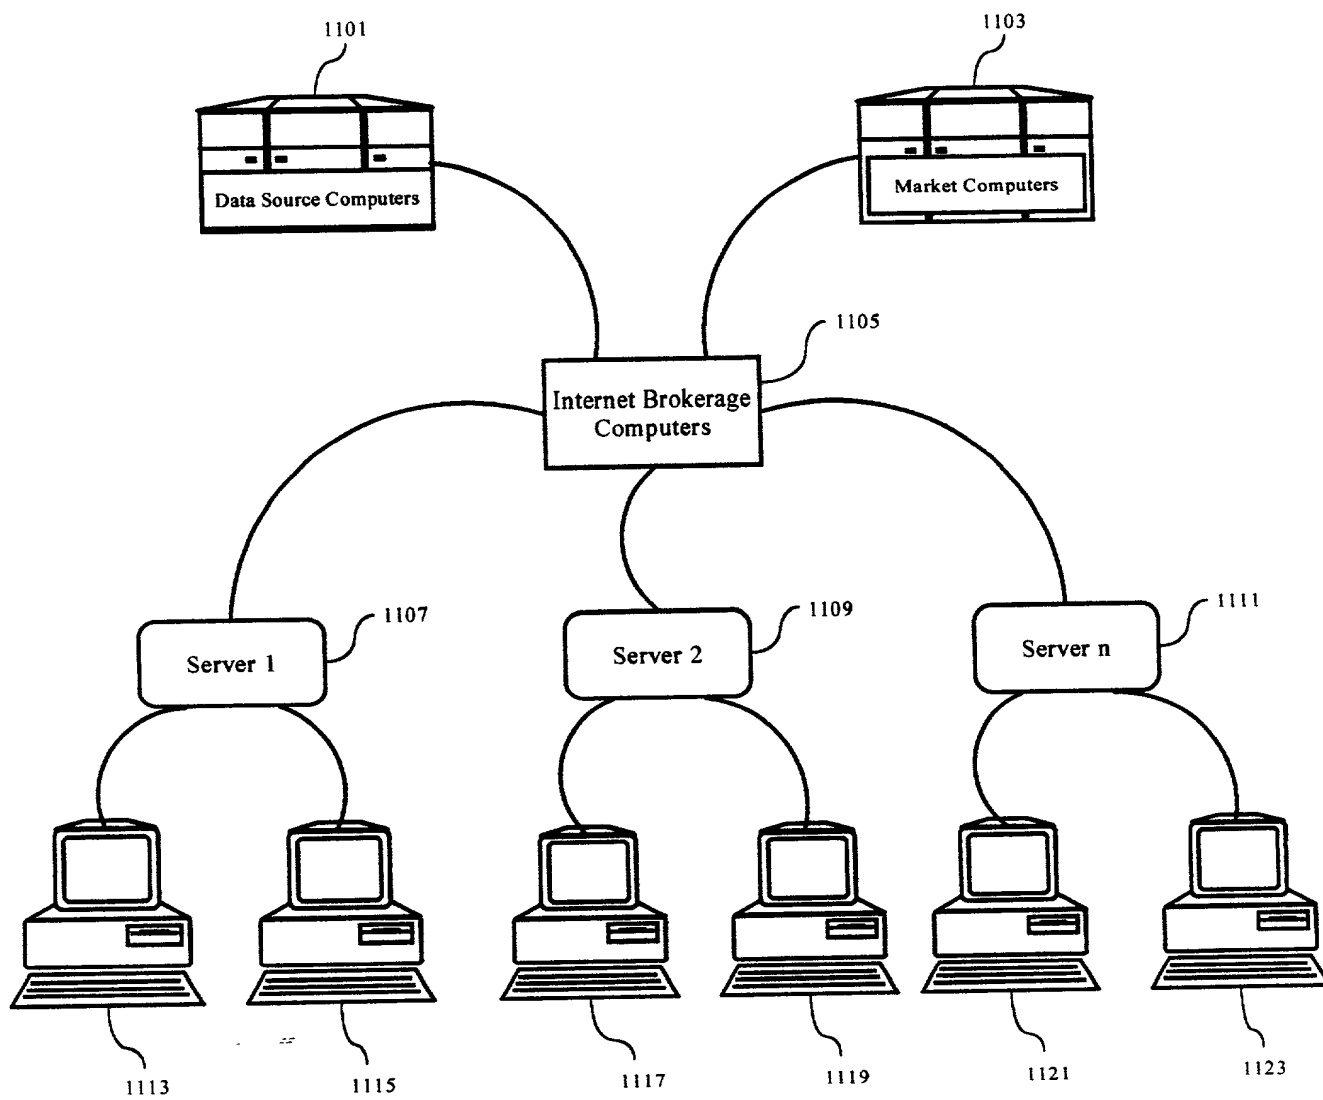 1101
1103
Data Source Computers
Market Computers
1105
Internet Brokerage
Computers
1107
1109
1111
Server 1
Server 2
Server n
1113
1115
1117
1119
1121
1123